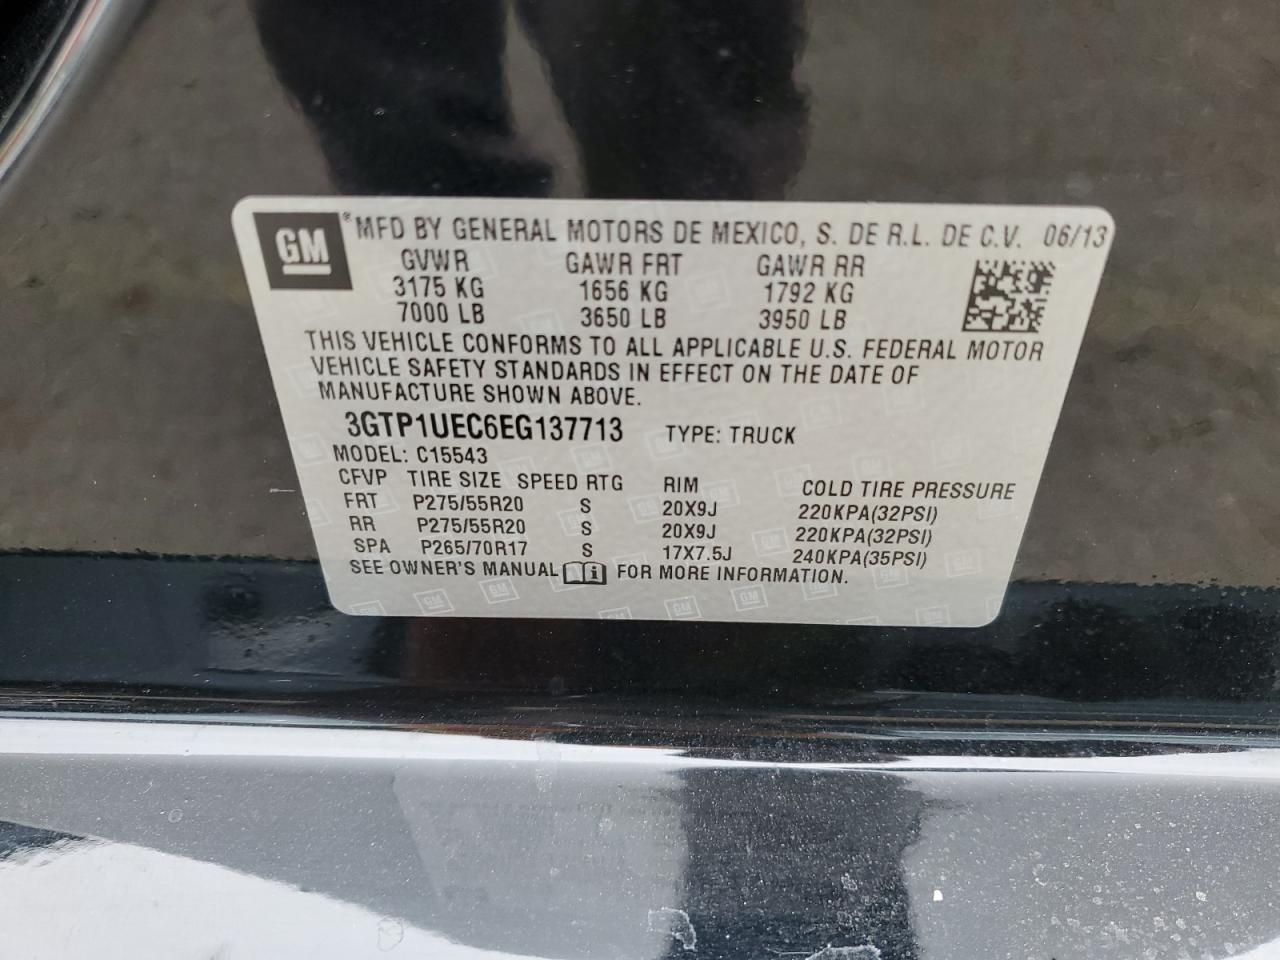 GM ® MFD BY GENERAL MOTORS DE MEXICO, S. DE R.L. DE C.V. 06/13
GVWR GAWR FRT GAWR RR
3175 KG 1656 KG 1792 KG
7000 LB 3650 LB 3950 LB
THIS VEHICLE CONFORMS TO ALL APPLICABLE U.S. FEDERAL MOTOR
VEHICLE SAFETY STANDARDS IN EFFECT ON THE DATE OF
MANUFACTURE SHOWN ABOVE.
3GTP1UEC6EG137713 TYPE: TRUCK
MODEL: C15543
CFVP TIRE SIZE SPEED RTG RIM COLD TIRE PRESSURE
FRT P275/55R20 S 20X9J 220KPA(32PSI)
RR P275/55R20 S 20X9J 220KPA(32PSI)
SPA P265/70R17 S 17X7.5J 240KPA(35PSI)
SEE OWNER'S MANUAL i FOR MORE INFORMATION.